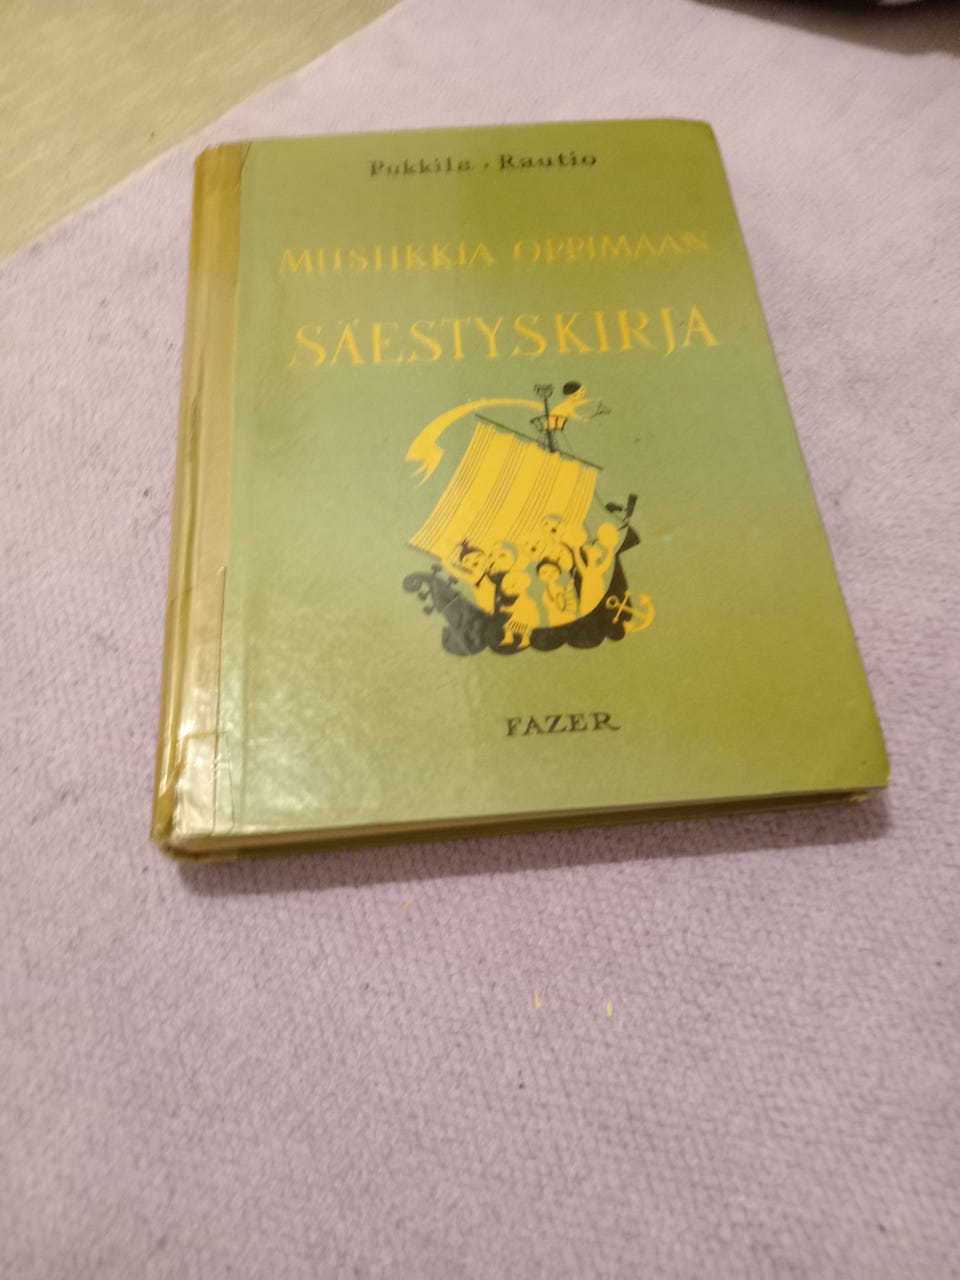 Pukkila · Rautio
MUSIIKKIA OPPIMAAN
SÄESTYSKIRJA
FAZER